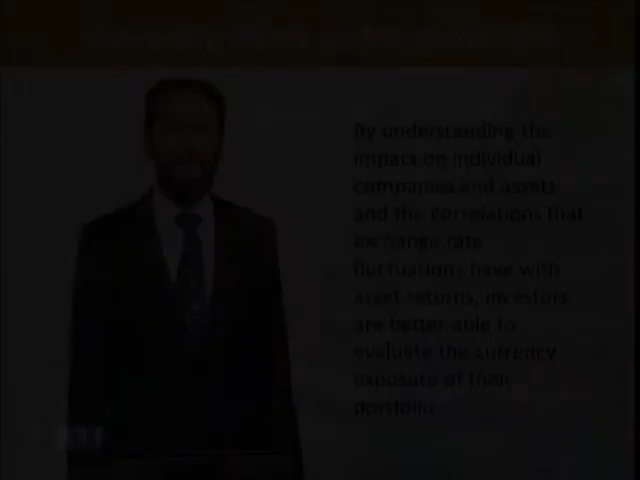 By understanding the
impact on individual
companies and assets
and the correlations that
exchange rate
fluctuations have with
asset returns, investors
are better able to
evaluate the currency
exposure of their
portfolio.